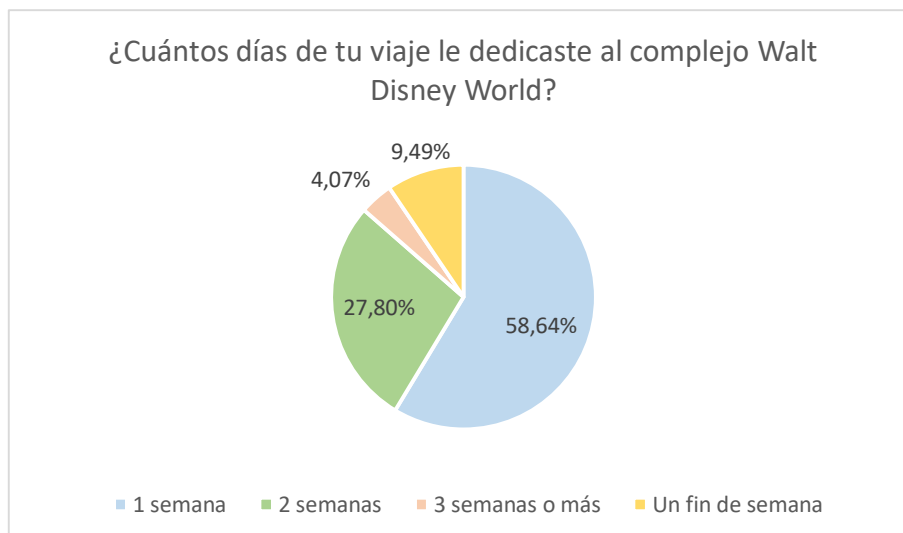 ¿Cuántos días de tu viaje le dedicaste al complejo Walt
Disney World?
9,49%
4,07%
27,80%
58,64%
1 semana
2 semanas
3 semanas o más
Un fin de semana